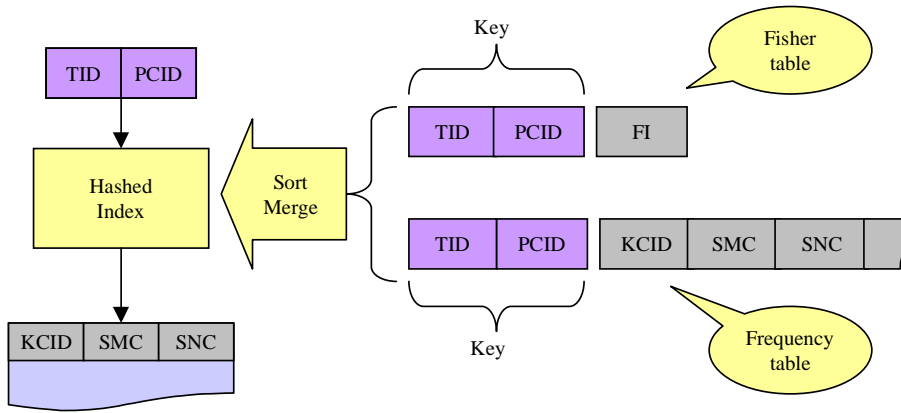 Key
Fisher
table
TID PCID
TID PCID FI
Hashed
Index
Sort
Merge
TID PCID KCID SMC SNC
KCID SMC SNC
Key
Frequency
table